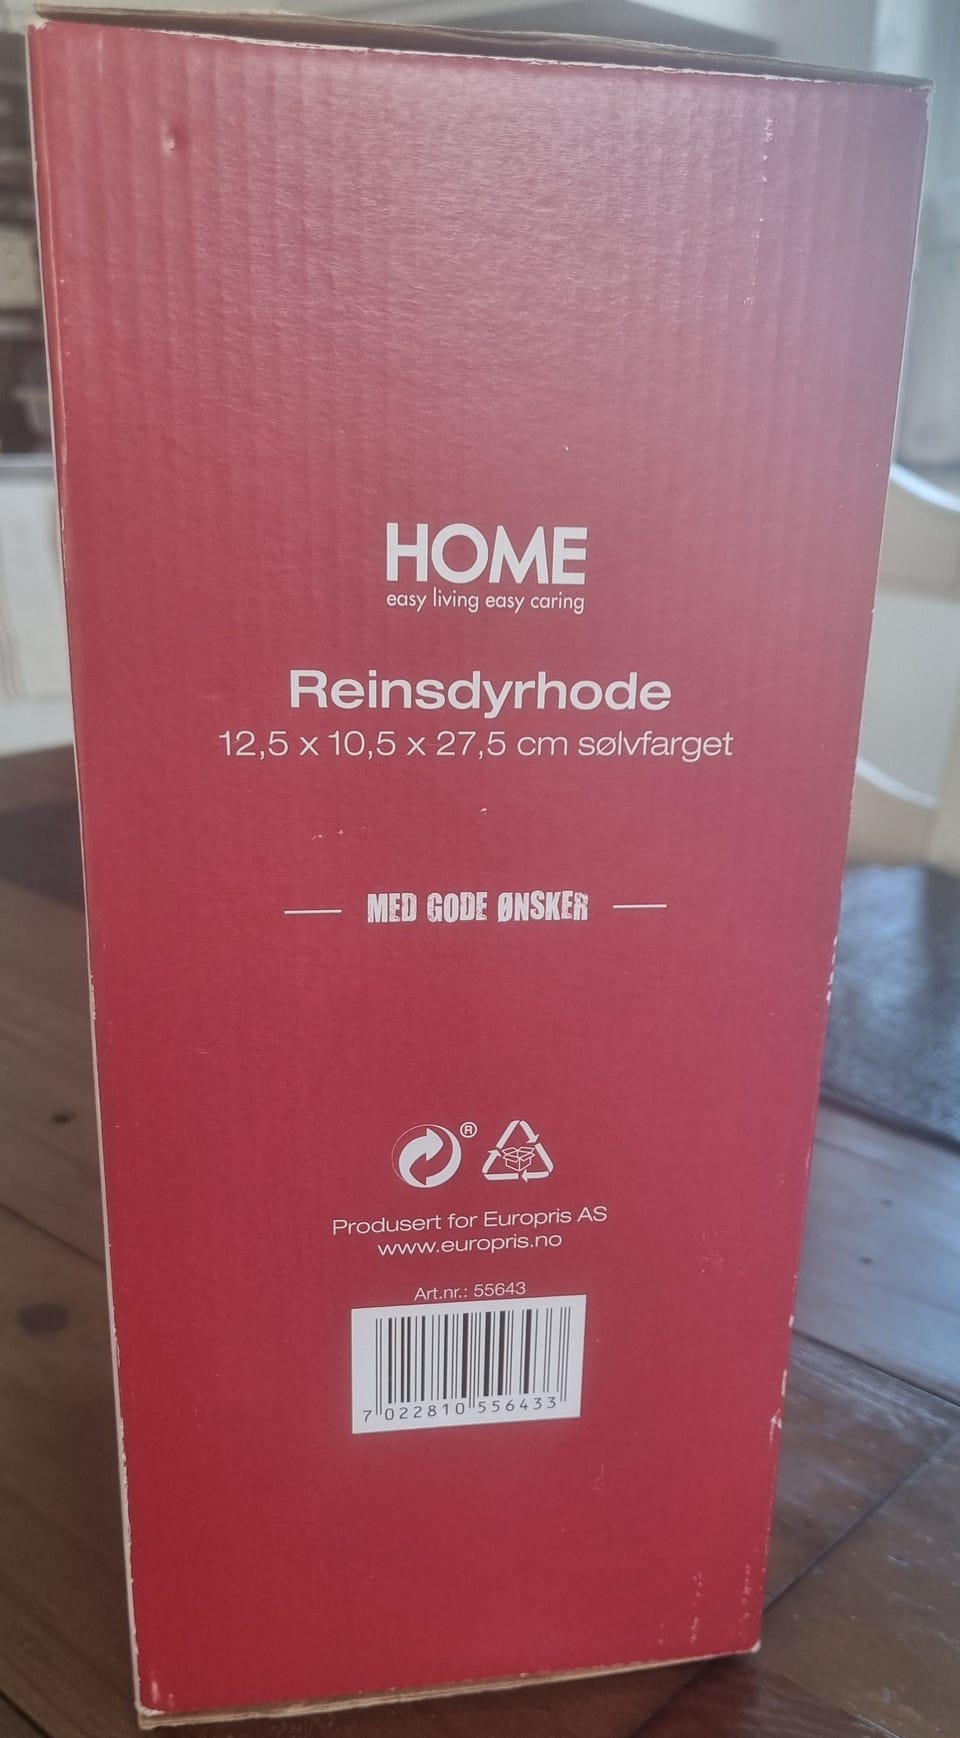 HOME
easy living easy caring
Reinsdyrhode
12,5 x 10,5 x 27,5 cm sølvfarget
MED GODE ØNSKER
®
Produsert for Europris AS
www.europris.no
Art.nr.: 55643
7 022810 556433